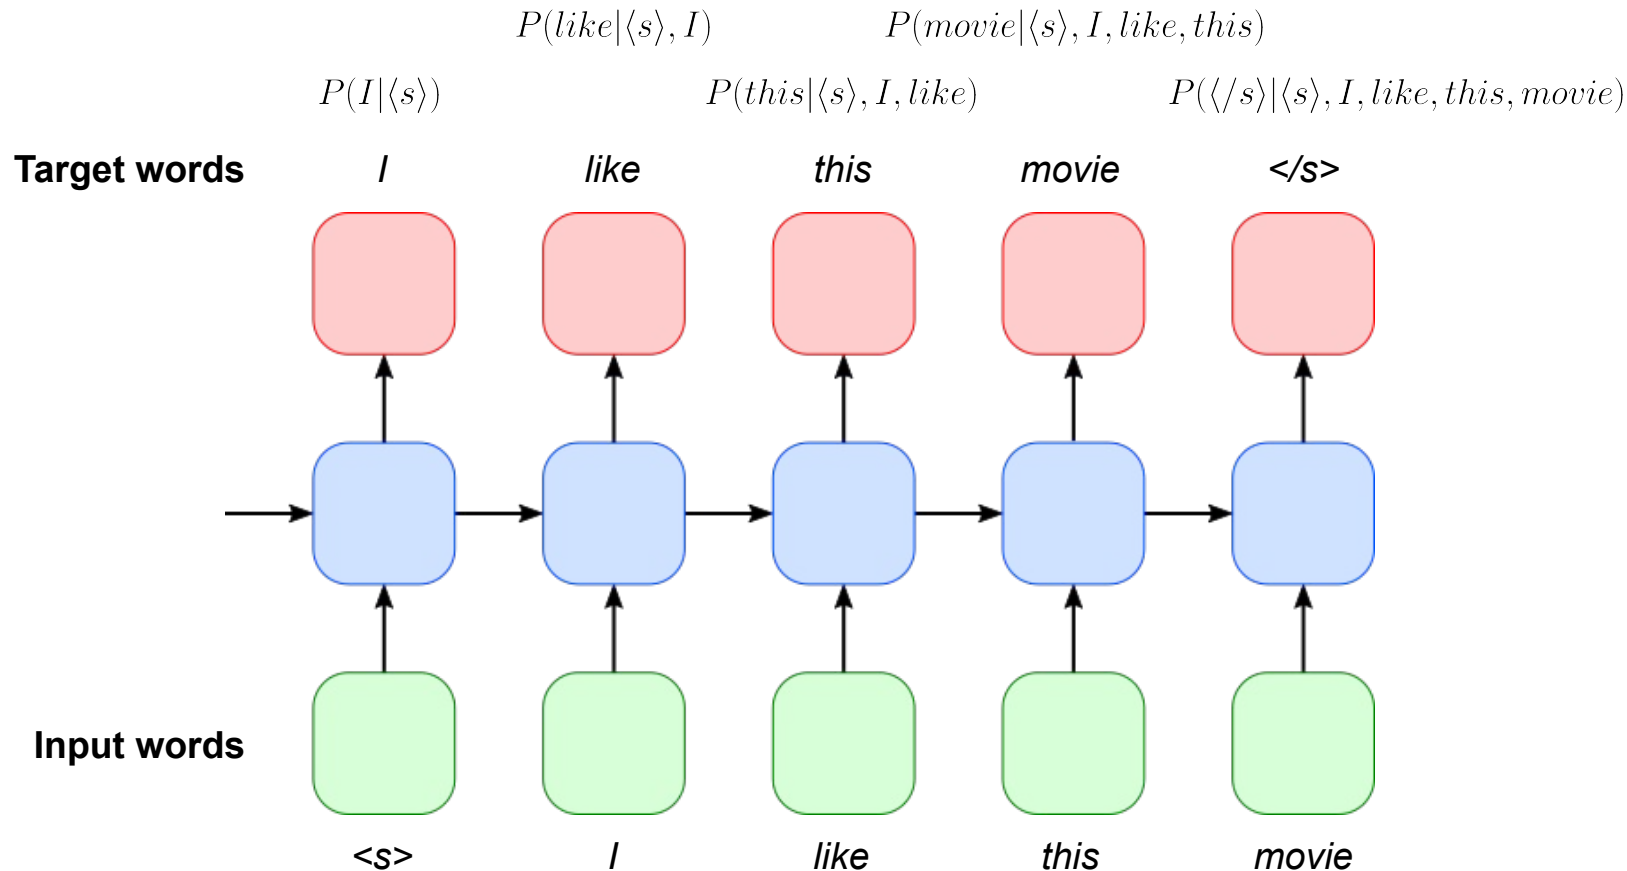 P(like|⟨s⟩, I) P(movie|⟨s⟩, I, like, this)
P(I|⟨s⟩) P(this|⟨s⟩, I, like) P(⟨/s⟩|⟨s⟩, I, like, this, movie)
Target words I like this movie </s>
Input words
<s> I like this movie